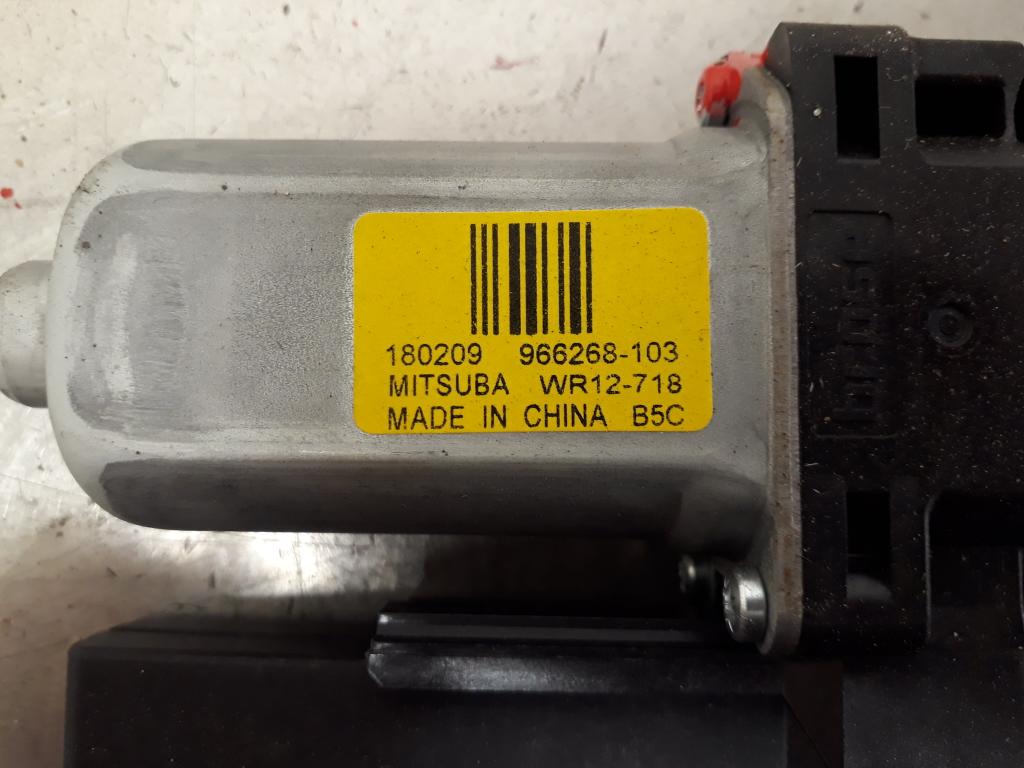 180209 966268-103
MITSUBA WR12-718
MADE IN CHINA B5C